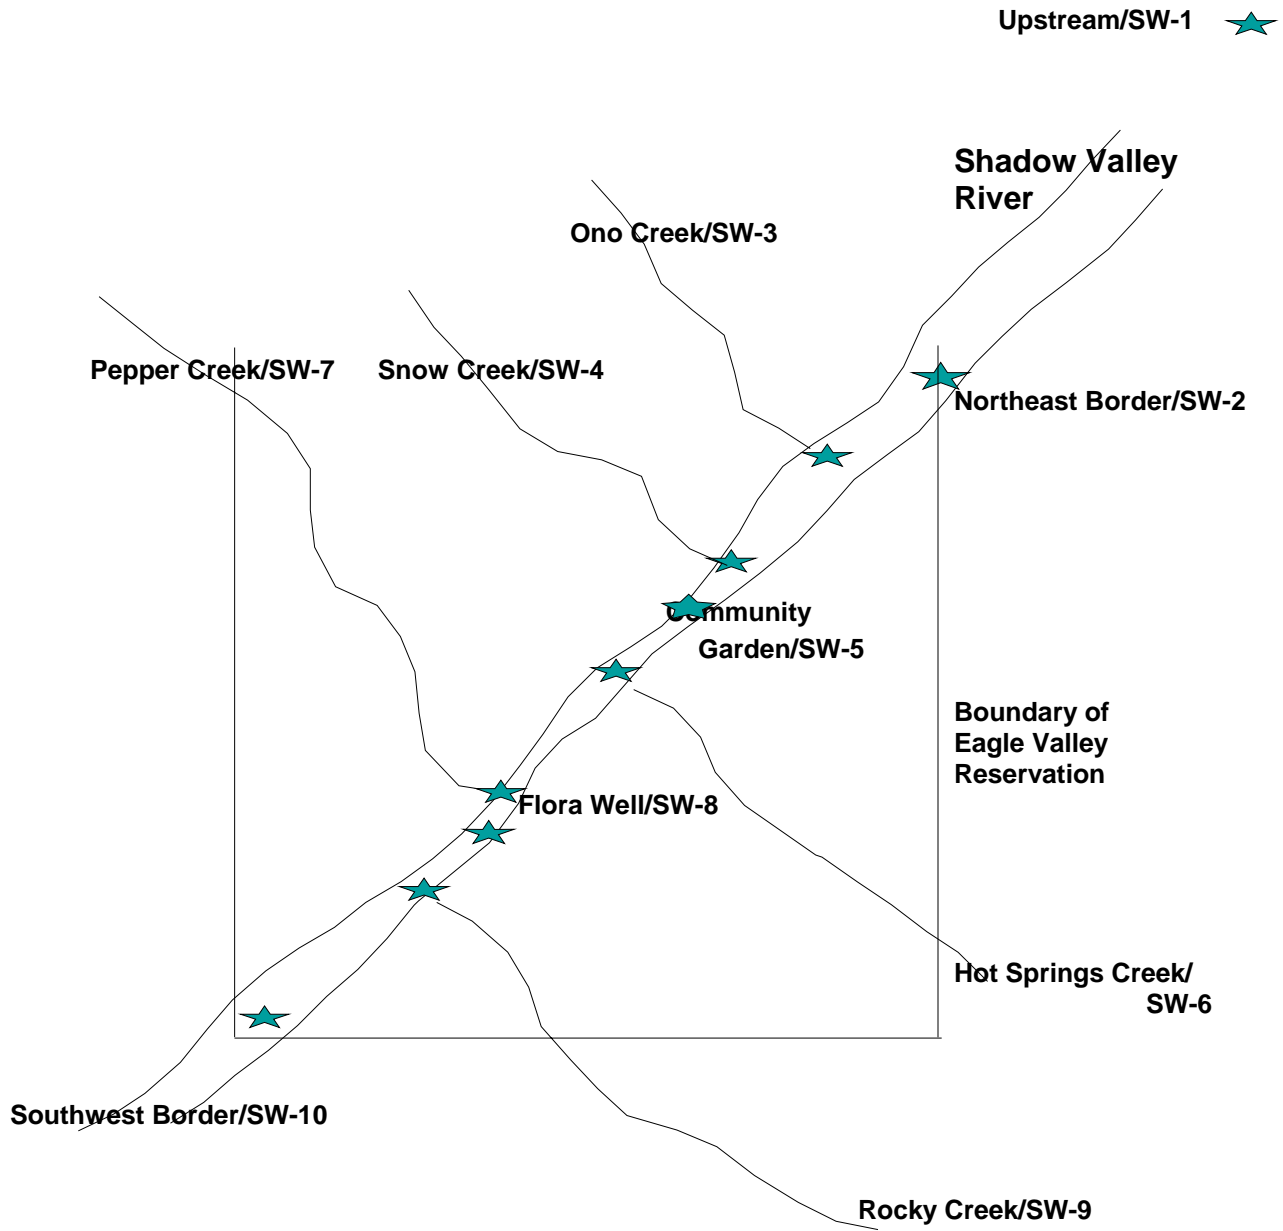 Upstream/SW-1
Shadow Valley
River
Ono Creek/SW-3
Pepper Creek/SW-7
Snow Creek/SW-4
Northeast Border/SW-2
Community
Garden/SW-5
Boundary of
Eagle Valley
Reservation
Flora Well/SW-8
Hot Springs Creek/
SW-6
Southwest Border/SW-10
Rocky Creek/SW-9